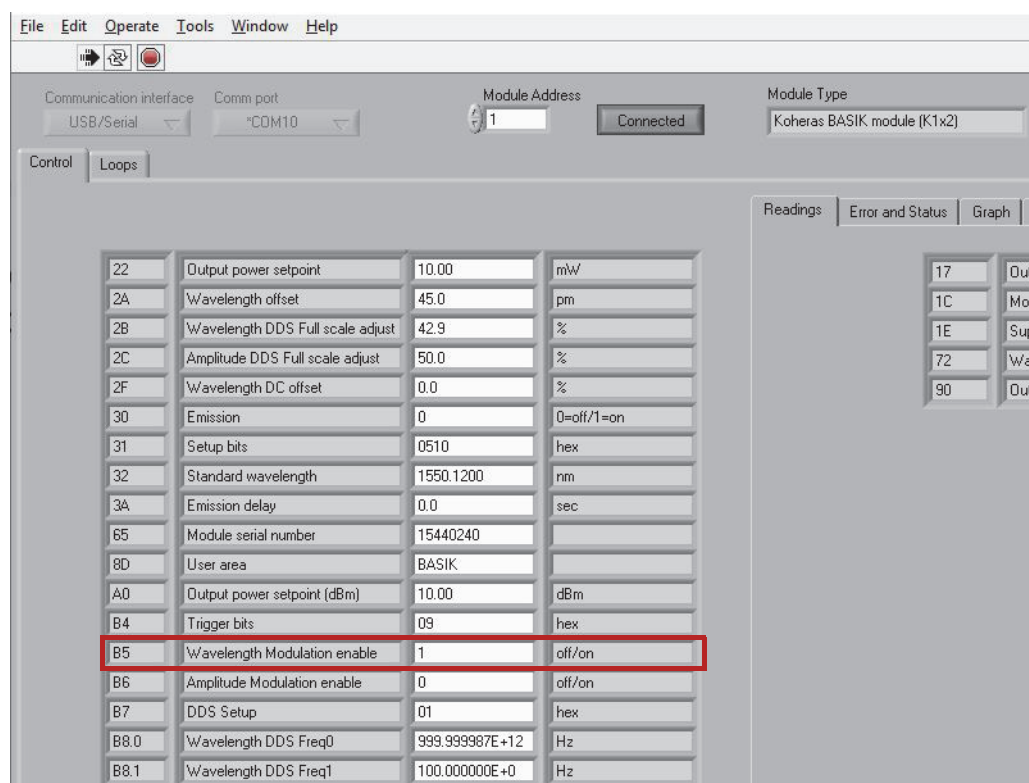 File Edit Operate Tools Window Help
Communication interface Comm port Module Address Module Type
USB/Serial *COM10 1 Connected Koheras BASIK module (K1x2)
Control Loops
Readings Error and Status Graph
22 Output power setpoint 10.00 mW
2A Wavelength offset 45.0 pm
2B Wavelength DDS Full scale adjust 42.9 %
2C Amplitude DDS Full scale adjust 50.0 %
2F Wavelength DC offset 0.0 %
30 Emission 0 0=off/1=on
31 Setup bits 0510 hex
32 Standard wavelength 1550.1200 nm
3A Emission delay 0.0 sec
65 Module serial number 15440240
8D User area BASIK
A0 Output power setpoint (dBm) 10.00 dBm
B4 Trigger bits 09 hex
B5 Wavelength Modulation enable 1 off/on
B6 Amplitude Modulation enable 0 off/on
B7 DDS Setup 01 hex
B8.0 Wavelength DDS Freq0 999.999987E+12 Hz
B8.1 Wavelength DDS Freq1 100.000000E+0 Hz
17 Ou
1C Mo
1E Sup
72 Wa
90 Ou